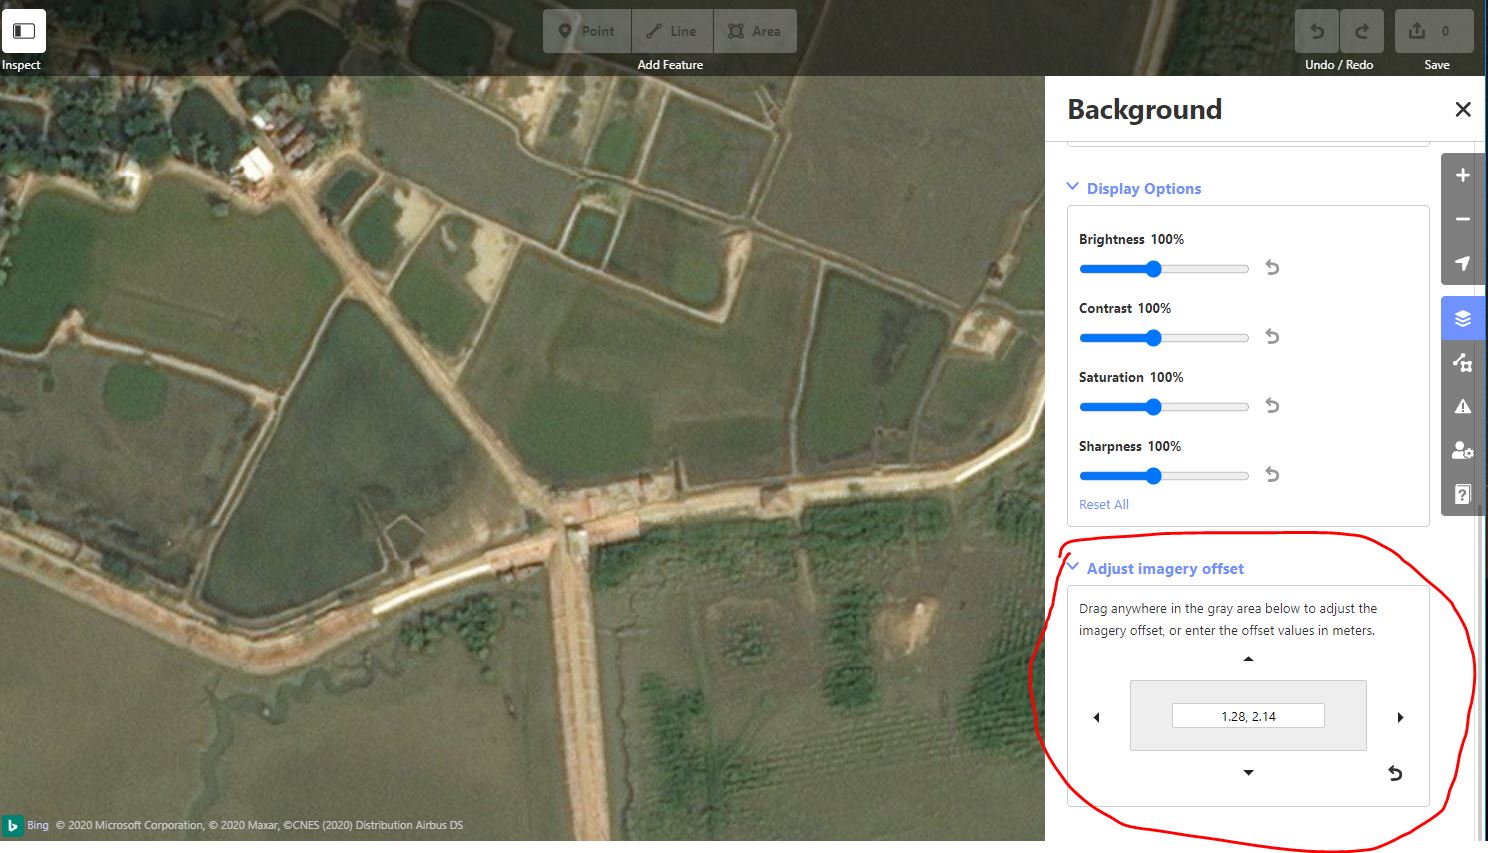 Inspect
Point
Line
Area
Add Feature
Undo / Redo
0
Save
Background
Display Options
Brightness 100%
Contrast 100%
Saturation 100%
Sharpness 100%
Reset All
Adjust imagery offset
Drag anywhere in the gray area below to adjust the
imagery offset, or enter the offset values in meters.
1.28, 2.14
b Bing © 2020 Microsoft Corporation, © 2020 Maxar, ©CNES (2020) Distribution Airbus DS